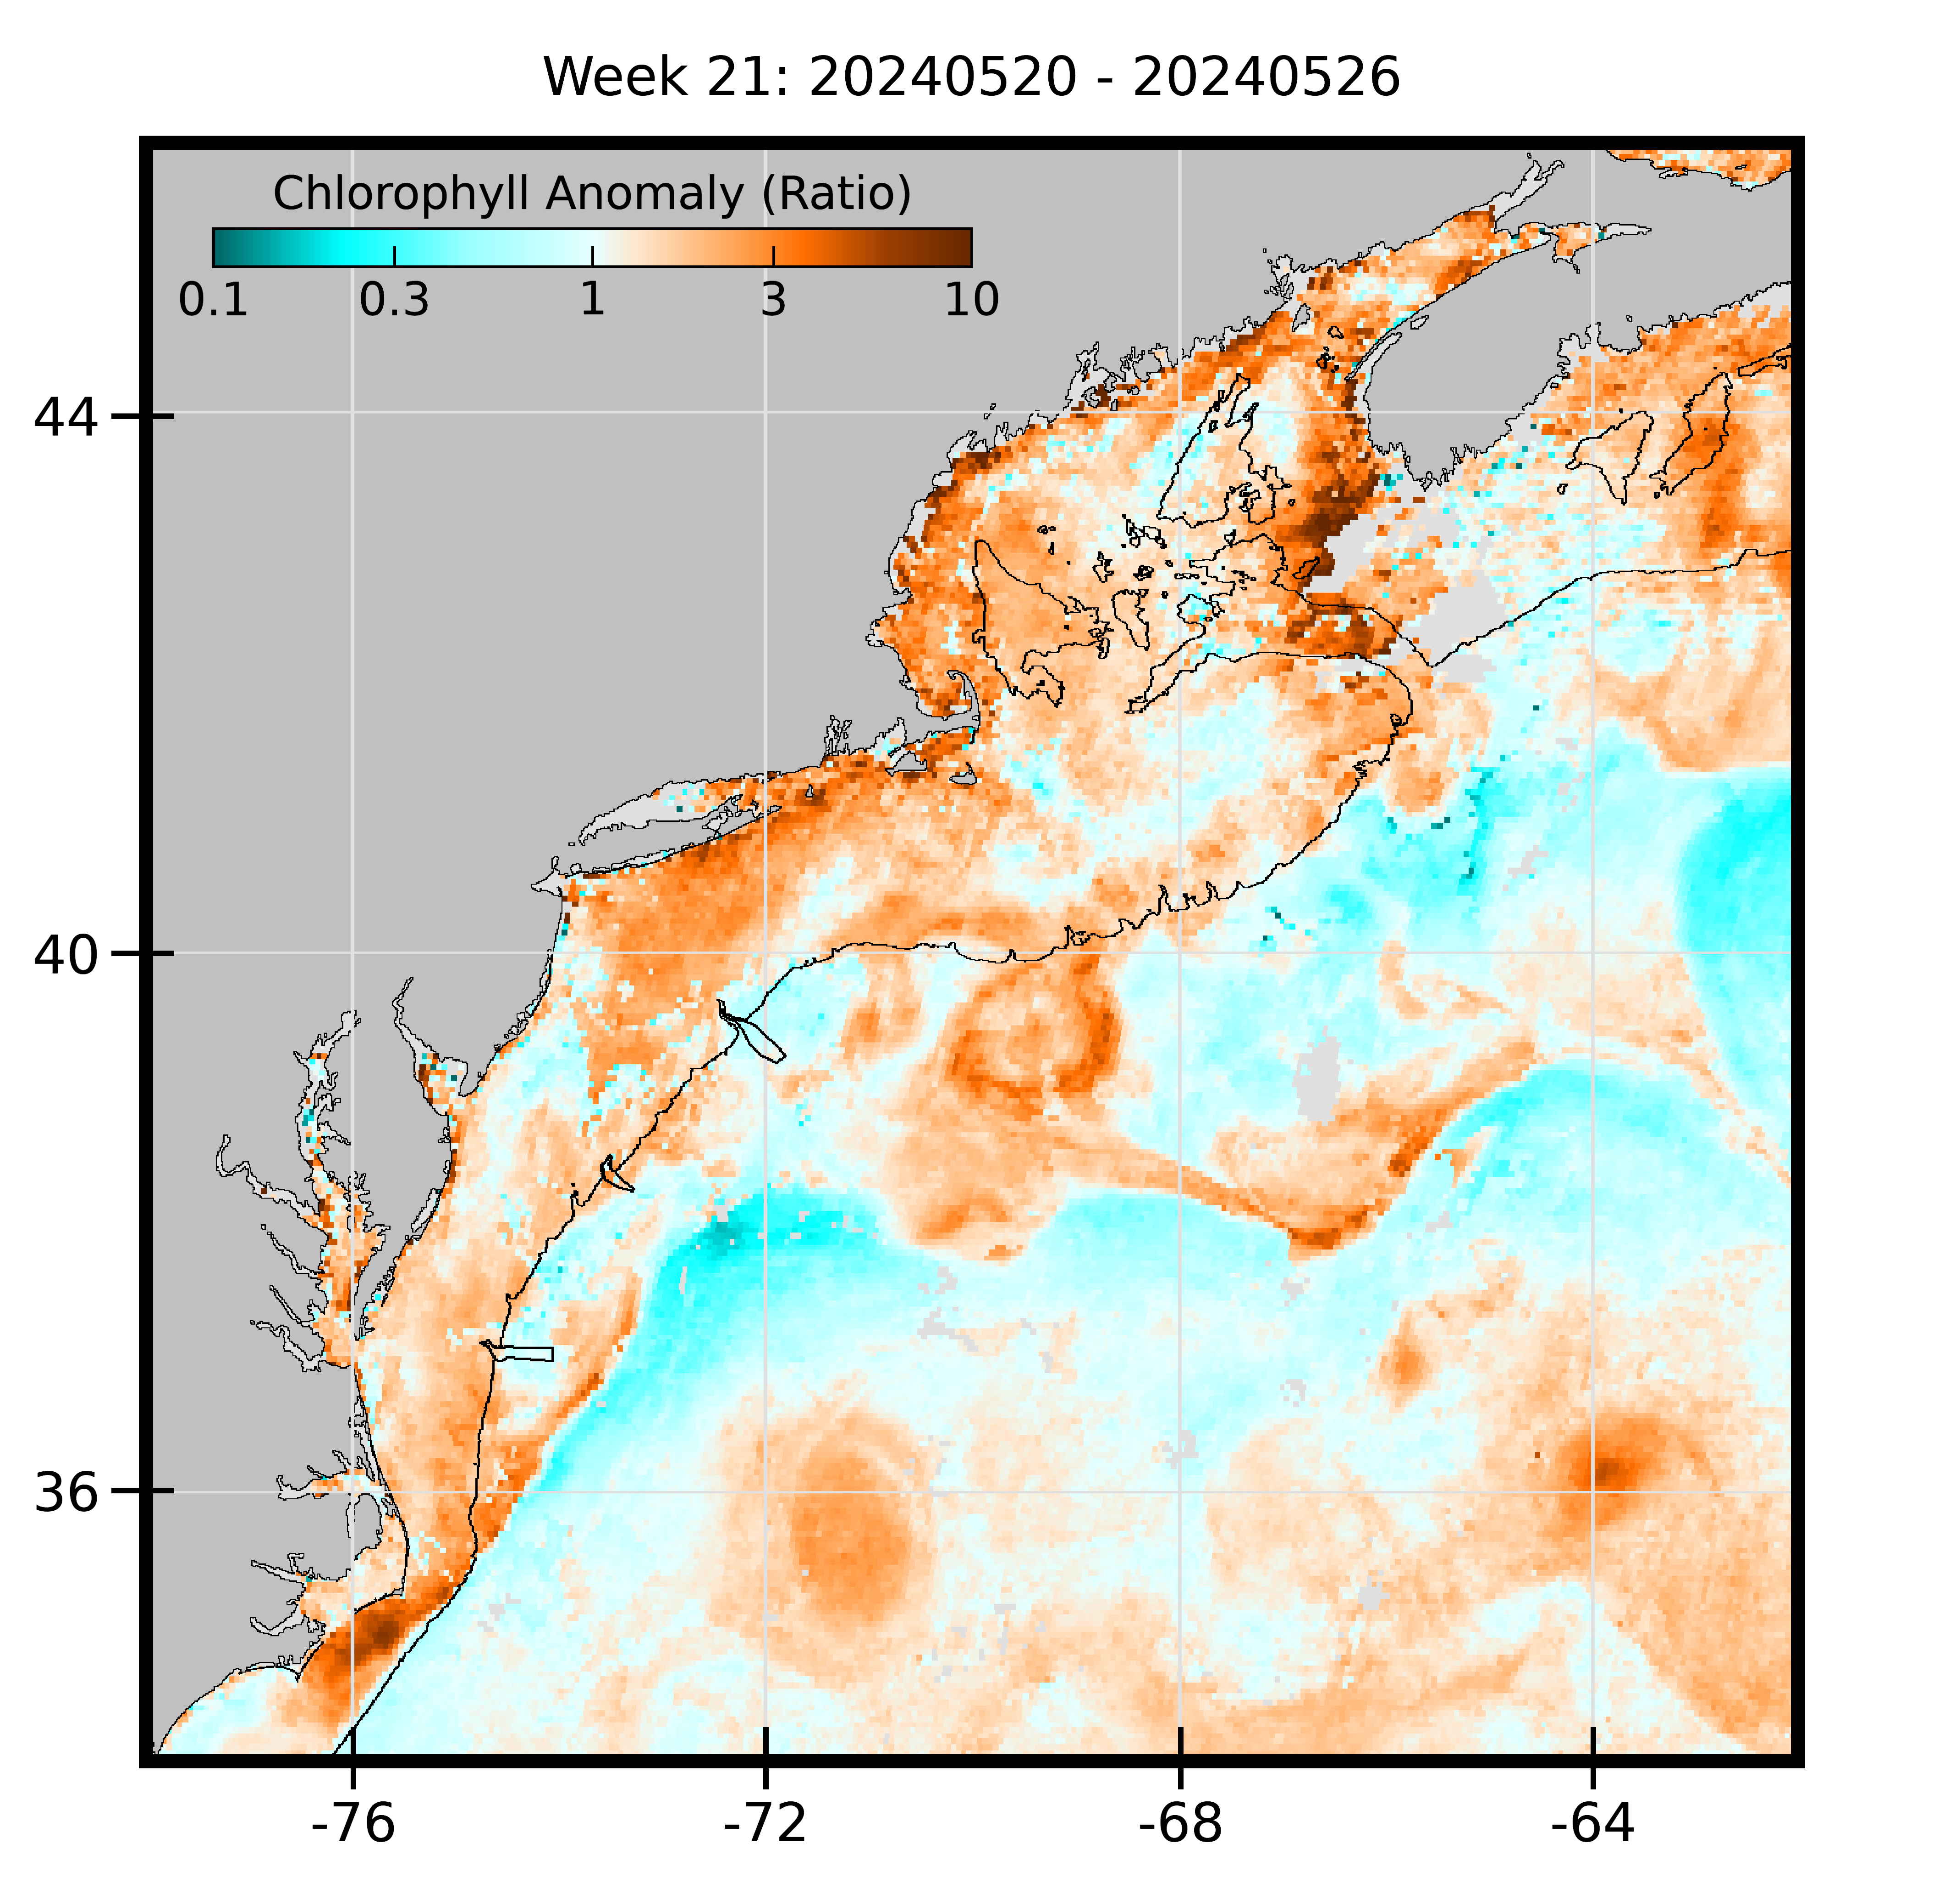 Week 21: 20240520 - 20240526
Chlorophyll Anomaly (Ratio)
0.1 0.3 1 3 10
44
40
36
-76 -72 -68 -64